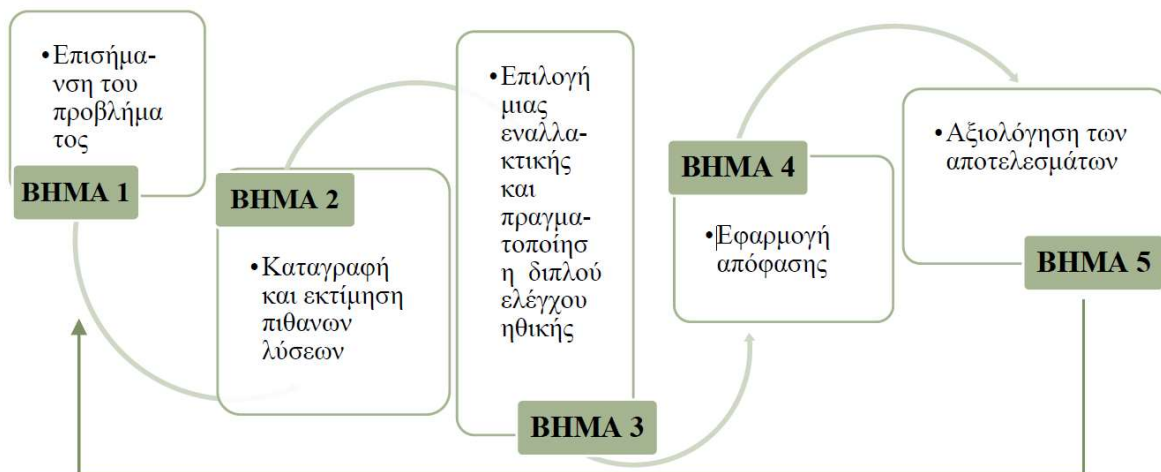 •Επισήμα-
νση του
προβλήμα
τος
ΒΗΜΑ 1
ΒΗΜΑ 2
•Καταγραφή
και εκτίμηση
πιθανων
λύσεων
•Επιλογή
μιας
εναλλα-
κτικής
και
πραγμα-
τοποίησ
η διπλού
ελέγχου
ηθικής
ΒΗΜΑ 3
ΒΗΜΑ 4
•Εφαρμογή
απόφασης
•Αξιολόγηση των
αποτελεσμάτων
ΒΗΜΑ 5